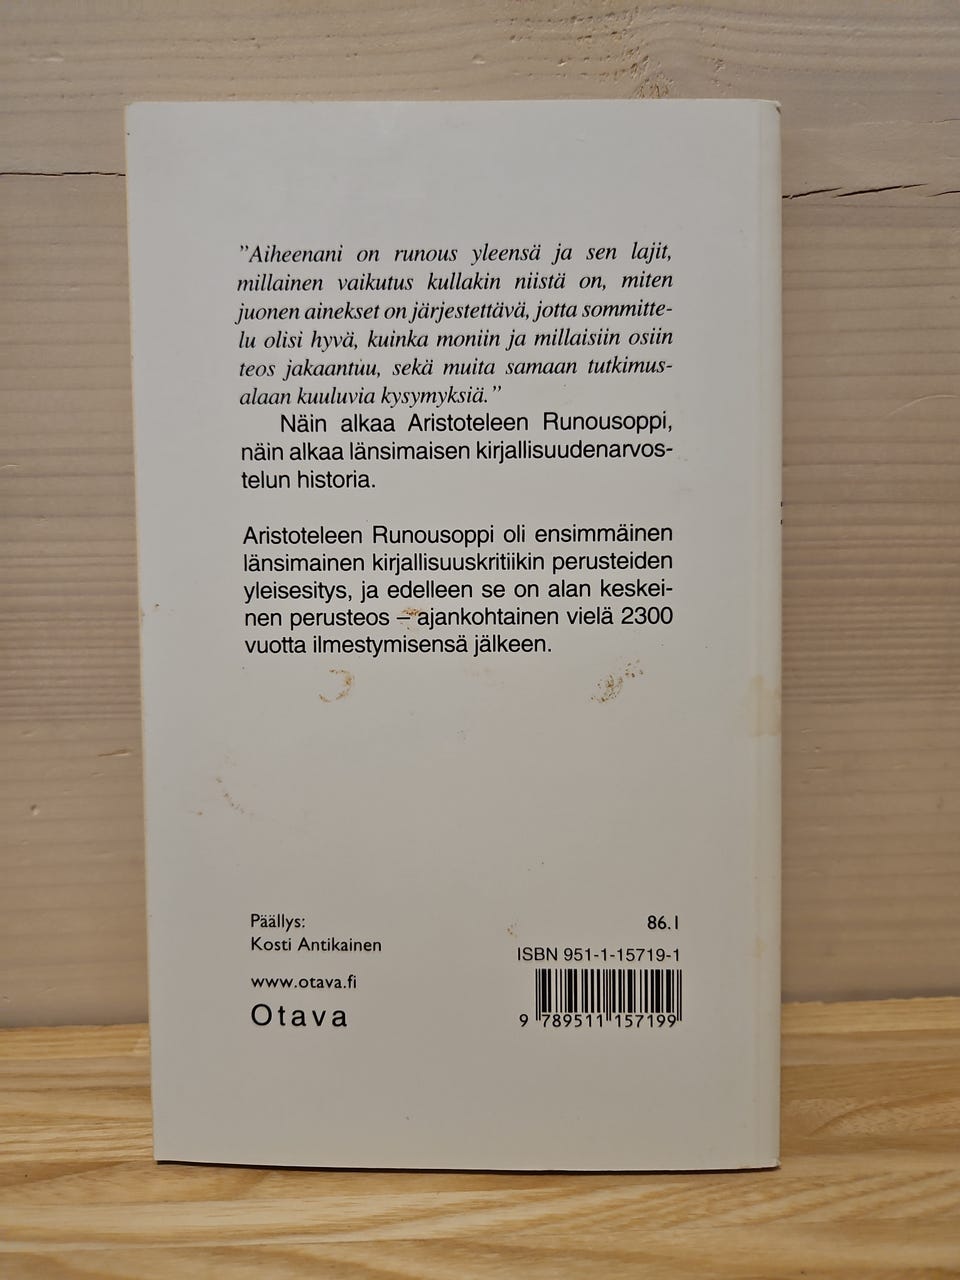 ”Aiheenani on runous yleensä ja sen lajit,
millainen vaikutus kullakin niistä on, miten
juonen ainekset on järjestettävä, jotta sommitte-
lu olisi hyvä, kuinka moniin ja millaisiin osiin
teos jakaantuu, sekä muita samaan tutkimus-
alaan kuuluvia kysymyksiä.”
Näin alkaa Aristoteleen Runousoppi,
näin alkaa länsimaisen kirjallisuudenarvos-
telun historia.
Aristoteleen Runousoppi oli ensimmäinen
länsimainen kirjallisuuskritiikin perusteiden
yleisesitys, ja edelleen se on alan keskei-
nen perusteos – ajankohtainen vielä 2300
vuotta ilmestymisensä jälkeen.
Päällys:
Kosti Antikainen
www.otava.fi
Otava
86.1
ISBN 951-1-15719-1
9 789511 157199